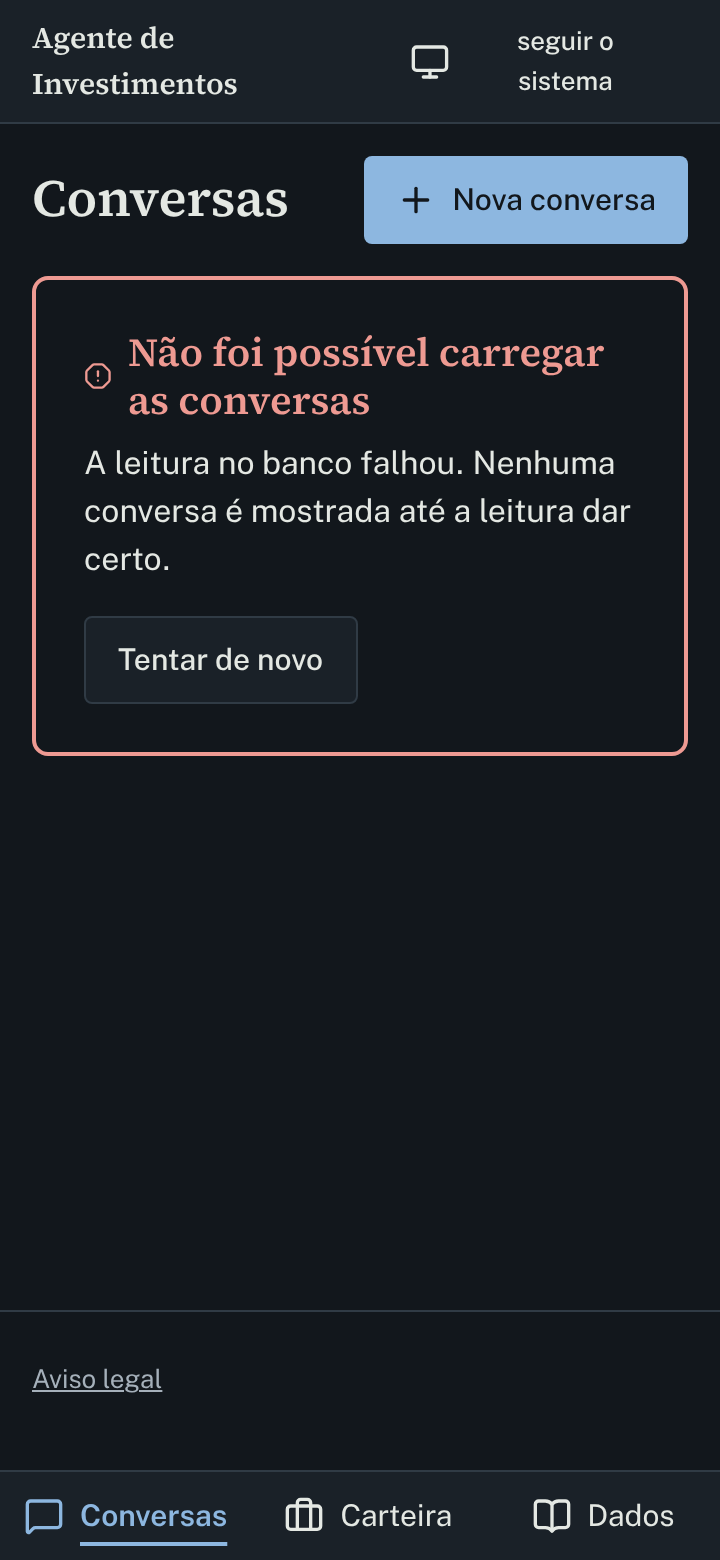 Agente de
Investimentos
seguir o
sistema
Conversas
Nova conversa
Não foi possível carregar
as conversas
A leitura no banco falhou. Nenhuma
conversa é mostrada até a leitura dar
certo.
Tentar de novo
Aviso legal
Conversas
Carteira
Dados